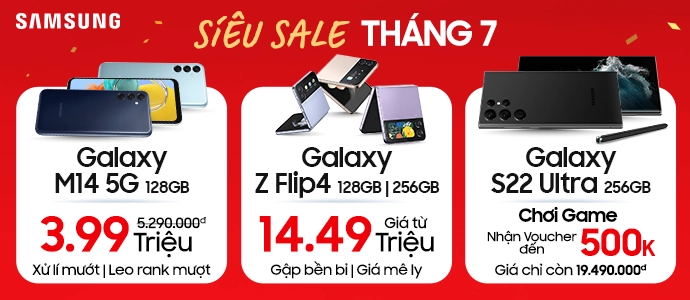 SAMSUNG
SIÊU SALE THÁNG 7
Galaxy
M14 5G 128GB
5.290.000đ
3.99 Triệu
Xử lí mướt | Leo rank mượt
Galaxy
Z Flip4 128GB | 256GB
Giá từ
14.49 Triệu
Gập bền bỉ | Giá mê ly
Galaxy
S22 Ultra 256GB
Chơi Game
Nhận Voucher
đến 500K
Giá chỉ còn 19.490.000đ